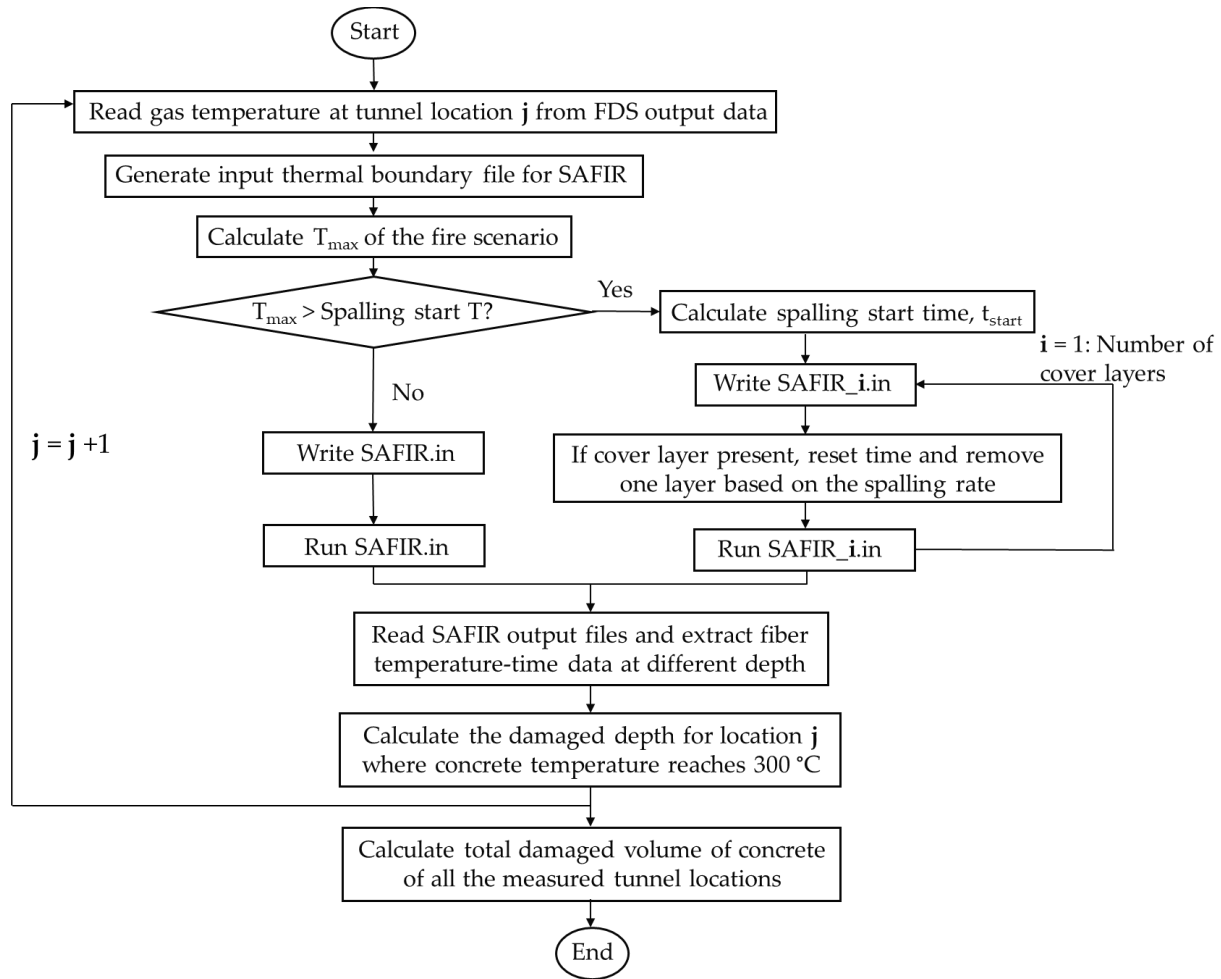 Start
Read gas temperature at tunnel location j from FDS output data
Generate input thermal boundary file for SAFIR
Calculate Tmax of the fire scenario
Tmax > Spalling start T?
Yes
Calculate spalling start time, tstart
i = 1: Number of
cover layers
Write SAFIR_i.in
No
j = j +1
Write SAFIR.in
If cover layer present, reset time and remove
one layer based on the spalling rate
Run SAFIR.in
Run SAFIR_i.in
Read SAFIR output files and extract fiber
temperature-time data at different depth
Calculate the damaged depth for location j
where concrete temperature reaches 300 °C
Calculate total damaged volume of concrete
of all the measured tunnel locations
End